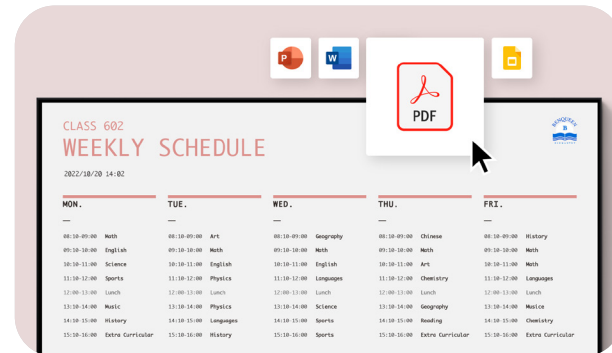 P
W
PDF
CLASS 602
WEEKLY SCHEDULE
2022/10/20 14:02
B
MON. TUE. WED. THU. FRI.
08:10-09:00 Math 08:10-09:00 Art 08:10-09:00 Geography 08:10-09:00 Chinese 08:10-09:00 History
09:10-10:00 English 09:10-10:00 Math 09:10-10:00 Math 09:10-10:00 Math 09:10-10:00 Math
10:10-11:00 Science 10:10-11:00 English 10:10-11:00 English 10:10-11:00 Art 10:10-11:00 Math
11:10-12:00 Sports 11:10-12:00 Physics 11:10-12:00 Languages 11:10-12:00 Chemistry 11:10-12:00 Languages
12:00-13:00 Lunch 12:00-13:00 Lunch 12:00-13:00 Lunch 12:00-13:00 Lunch 12:00-13:00 Lunch
13:10-14:00 Music 13:10-14:00 Physics 13:10-14:00 Science 13:10-14:00 Geography 13:10-14:00 Musice
14:10-15:00 History 14:10-15:00 Languages 14:10-15:00 Sports 14:10-15:00 Reading 14:10-15:00 Chemistry
15:10-16:00 Extra Curricular 15:10-16:00 History 15:10-16:00 Sports 15:10-16:00 Extra Curricular 15:10-16:00 Extra Curricular